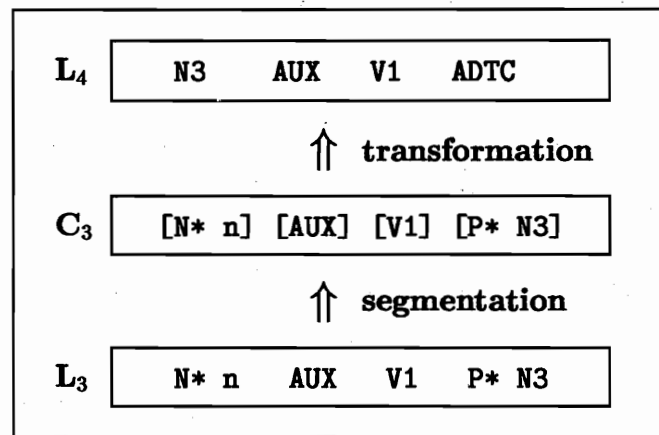 L₄ N3 AUX V1 ADTC
⇑ transformation
C₃ [N* n] [AUX] [V1] [P* N3]
⇑ segmentation
L₃ N* n AUX V1 P* N3